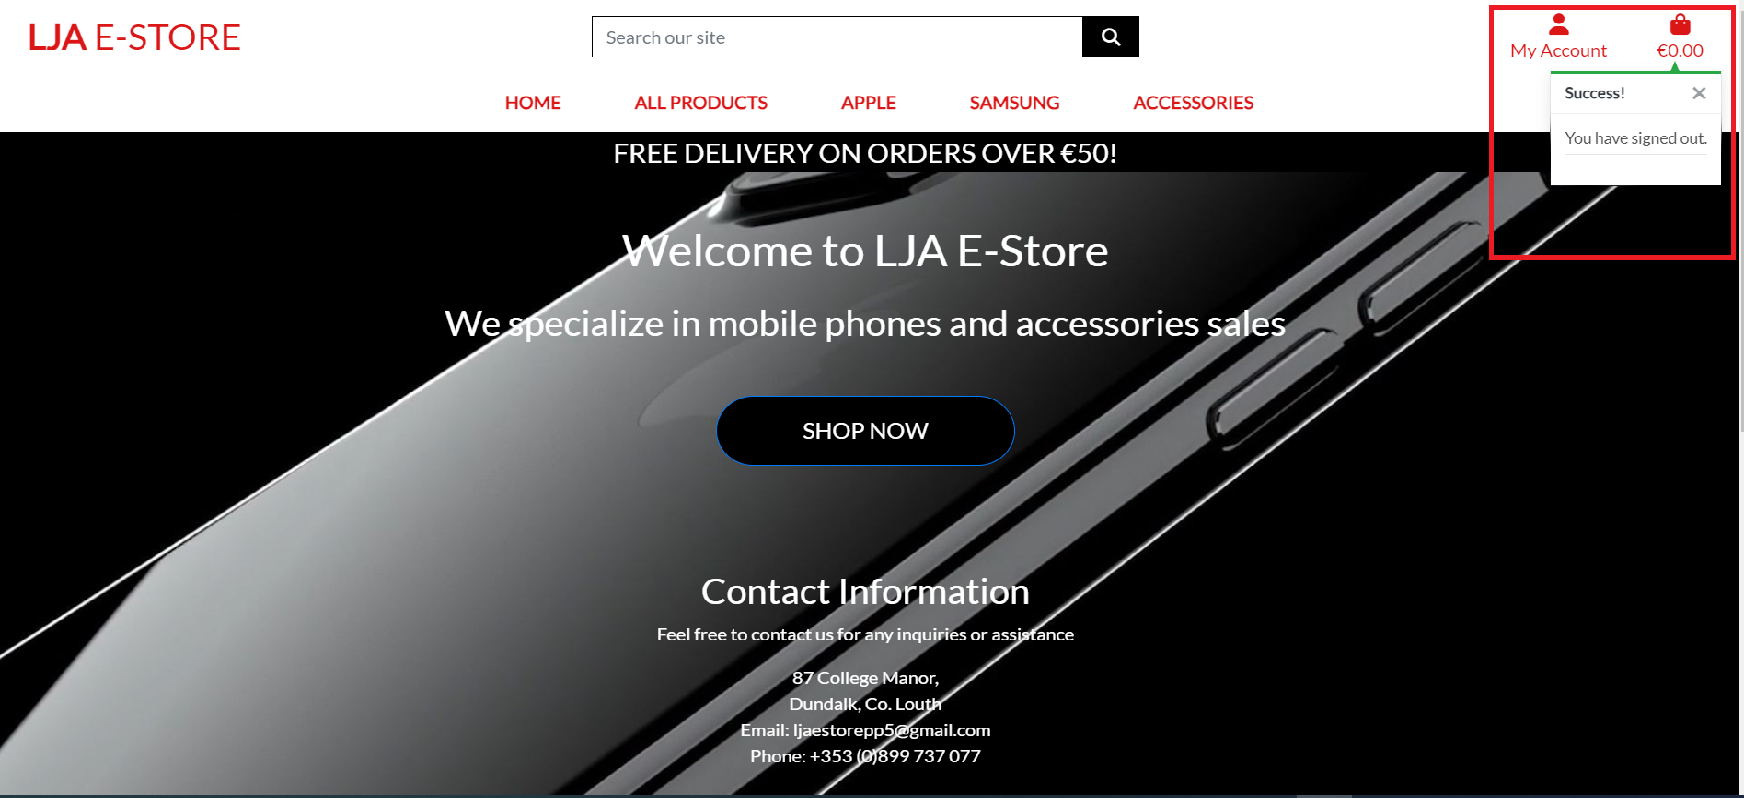 LJA E-STORE
Search our site
My Account
€0.00
HOME
ALL PRODUCTS
APPLE
SAMSUNG
ACCESSORIES
Success!
You have signed out.
FREE DELIVERY ON ORDERS OVER €50!
Welcome to LJA E-Store
We specialize in mobile phones and accessories sales
SHOP NOW
Contact Information
Feel free to contact us for any inquiries or assistance
87 College Manor,
Dundalk, Co. Louth
Email: ljaestorepp5@gmail.com
Phone: +353 (0)899 737 077